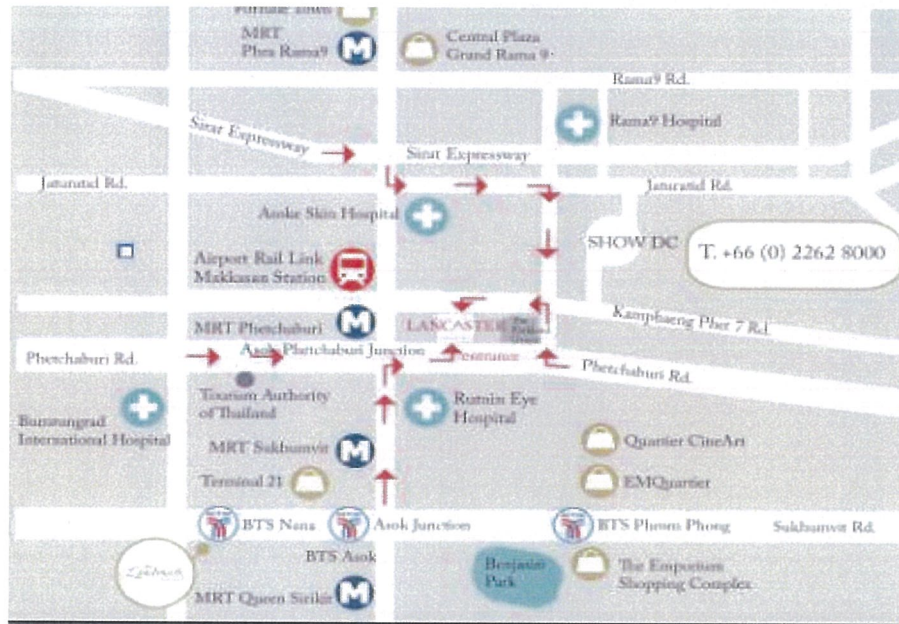 Fortune Town
MRT
Phra Rama9
Central Plaza
Grand Rama 9
Rama9 Rd.
Sirat Expressway
Rama9 Hospital
Sirat Expressway
Jaturatid Rd.
Jaturatid Rd.
Asoke Skin Hospital
SHOW DC
T. +66 (0) 2262 8000
Airport Rail Link
Makkasan Station
MRT Phetchaburi
LANCASTER
Kamphaeng Phet 7 Rd.
Asok Phetchaburi Junction
entrance
Phetchaburi Rd.
Phetchaburi Rd.
Tourism Authority
of Thailand
Rutnin Eye
Hospital
Bumrungrad
International Hospital
MRT Sukhumvit
Quartier CineArt
Terminal 21
EMQuartier
BTS Nana
Asok Junction
BTS Phrom Phong
Sukhumvit Rd.
BTS Asok
Landmark
Benjasiri
Park
The Emporium
Shopping Complex
MRT Queen Sirikit